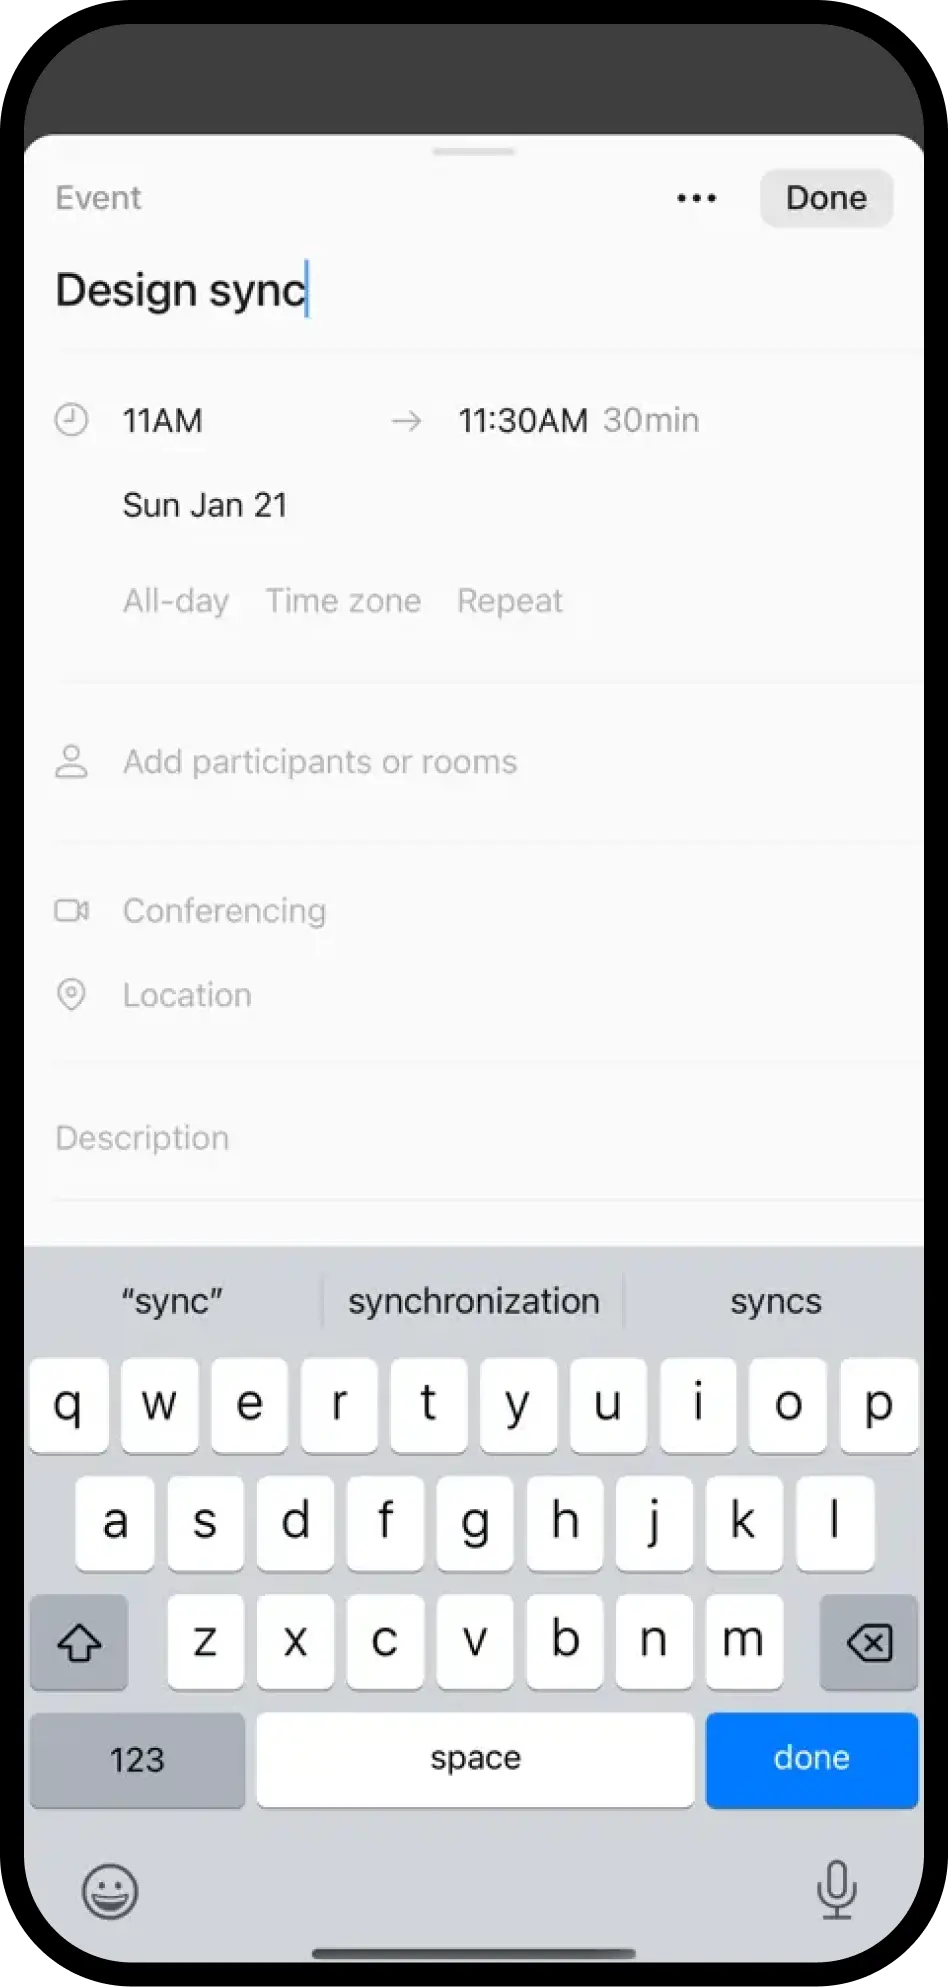 Event ••• Done
Design sync
11AM → 11:30AM 30min
Sun Jan 21
All-day Time zone Repeat
Add participants or rooms
Conferencing
Location
Description
“sync” synchronization syncs
q w e r t y u i o p
a s d f g h j k l
z x c v b n m
123 space done